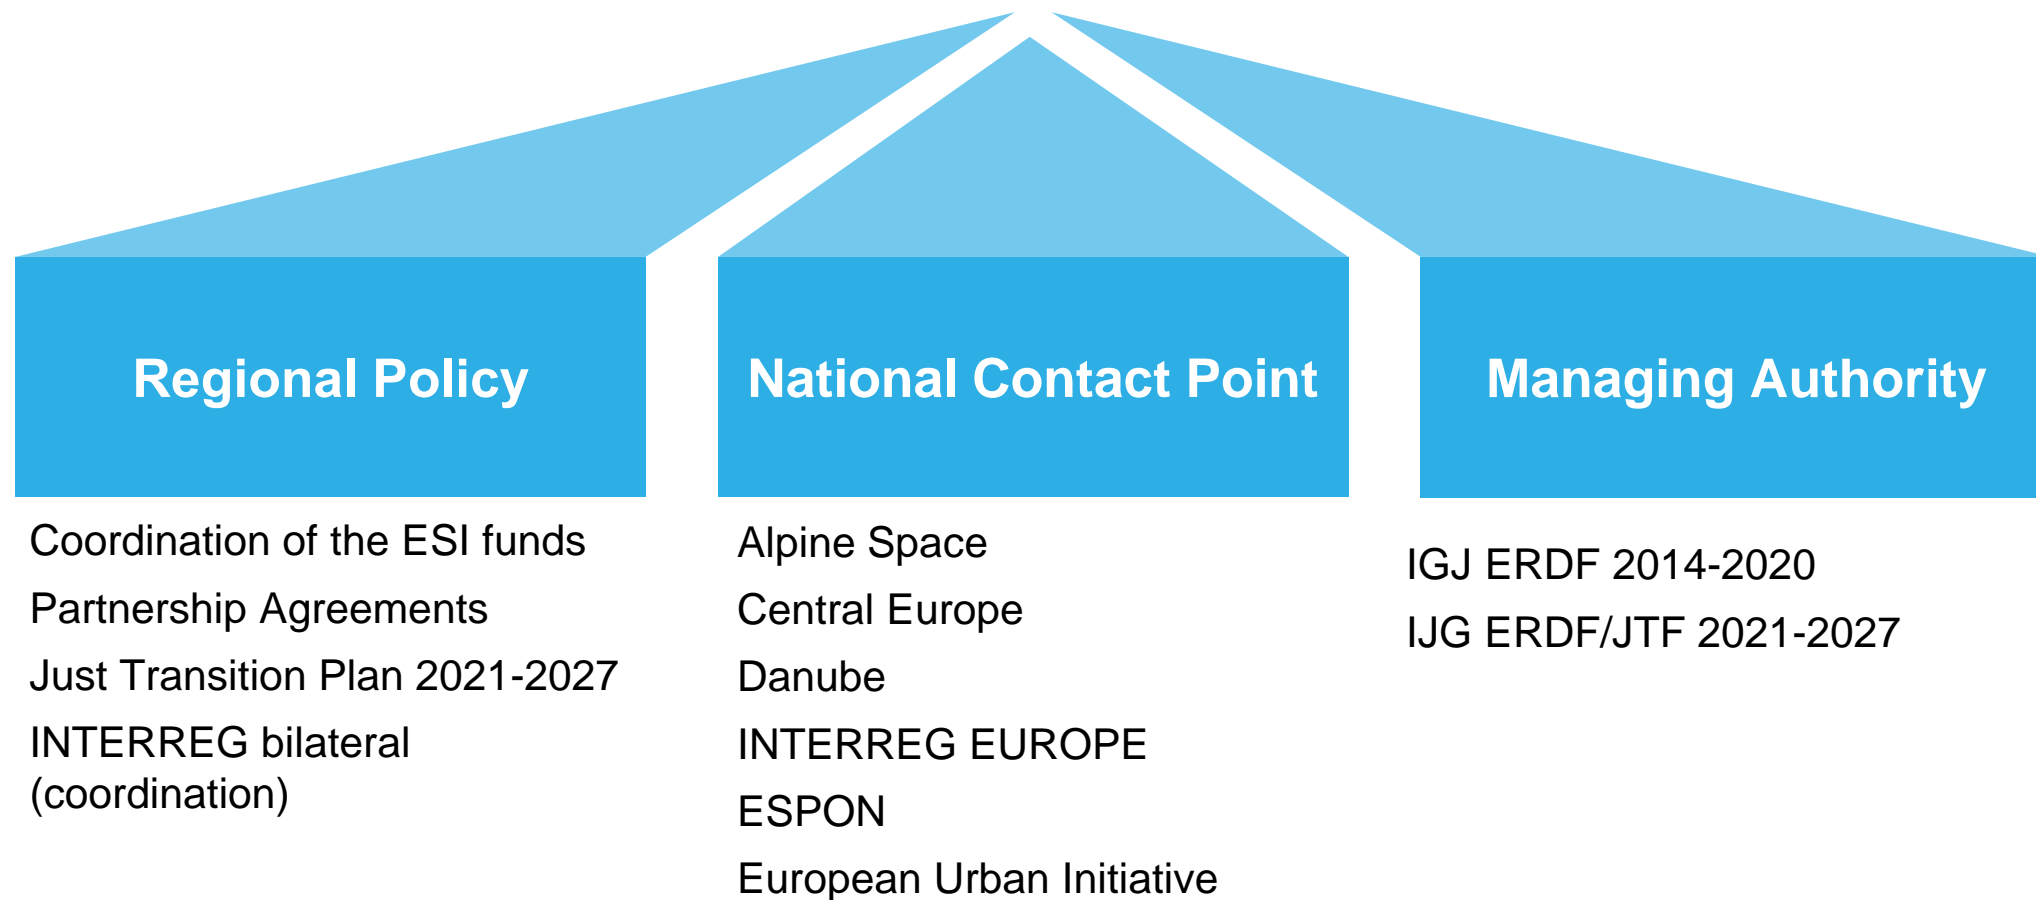 Regional Policy
National Contact Point
Managing Authority
Coordination of the ESI funds
Partnership Agreements
Just Transition Plan 2021-2027
INTERREG bilateral
(coordination)
Alpine Space
Central Europe
Danube
INTERREG EUROPE
ESPON
European Urban Initiative
IGJ ERDF 2014-2020
IJG ERDF/JTF 2021-2027